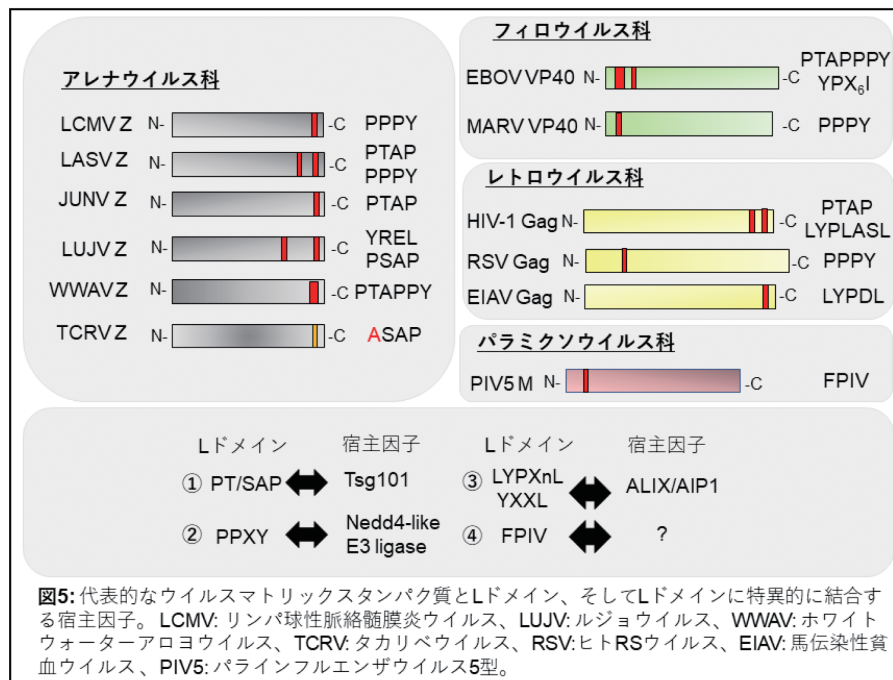 アレナウイルス科
LCMV Z N- -C PPPY
LASV Z N- -C PTAP
PPPY
JUNV Z N- -C PTAP
LUJV Z N- -C YREL
PSAP
WWAV Z N- -C PTAPPY
TCRV Z N- -C ASAP
フィロウイルス科
EBOV VP40 N- -C PTAPPPY
YPX₆I
MARV VP40 N- -C PPPY
レトロウイルス科
HIV-1 Gag N- -C PTAP
LYPLASL
RSV Gag N- -C PPPY
EIAV Gag N- -C LYPDL
パラミクソウイルス科
PIV5 M N- -C FPIV
Lドメイン 宿主因子
① PT/SAP Tsg101
② PPXY Nedd4-like
E3 ligase
Lドメイン 宿主因子
③ LYPXnL
YXXL ALIX/AIP1
④ FPIV ?
図5: 代表的なウイルスマトリックスタンパク質とLドメイン、そしてLドメインに特異的に結合す
る宿主因子。 LCMV: リンパ球性脈絡髄膜炎ウイルス、LUJV: ルジョウイルス、WWAV: ホワイト
ウォーターアロヨウイルス、TCRV: タカリベウイルス、RSV:ヒトRSウイルス、EIAV: 馬伝染性貧
血ウイルス、PIV5: パラインフルエンザウイルス5型。